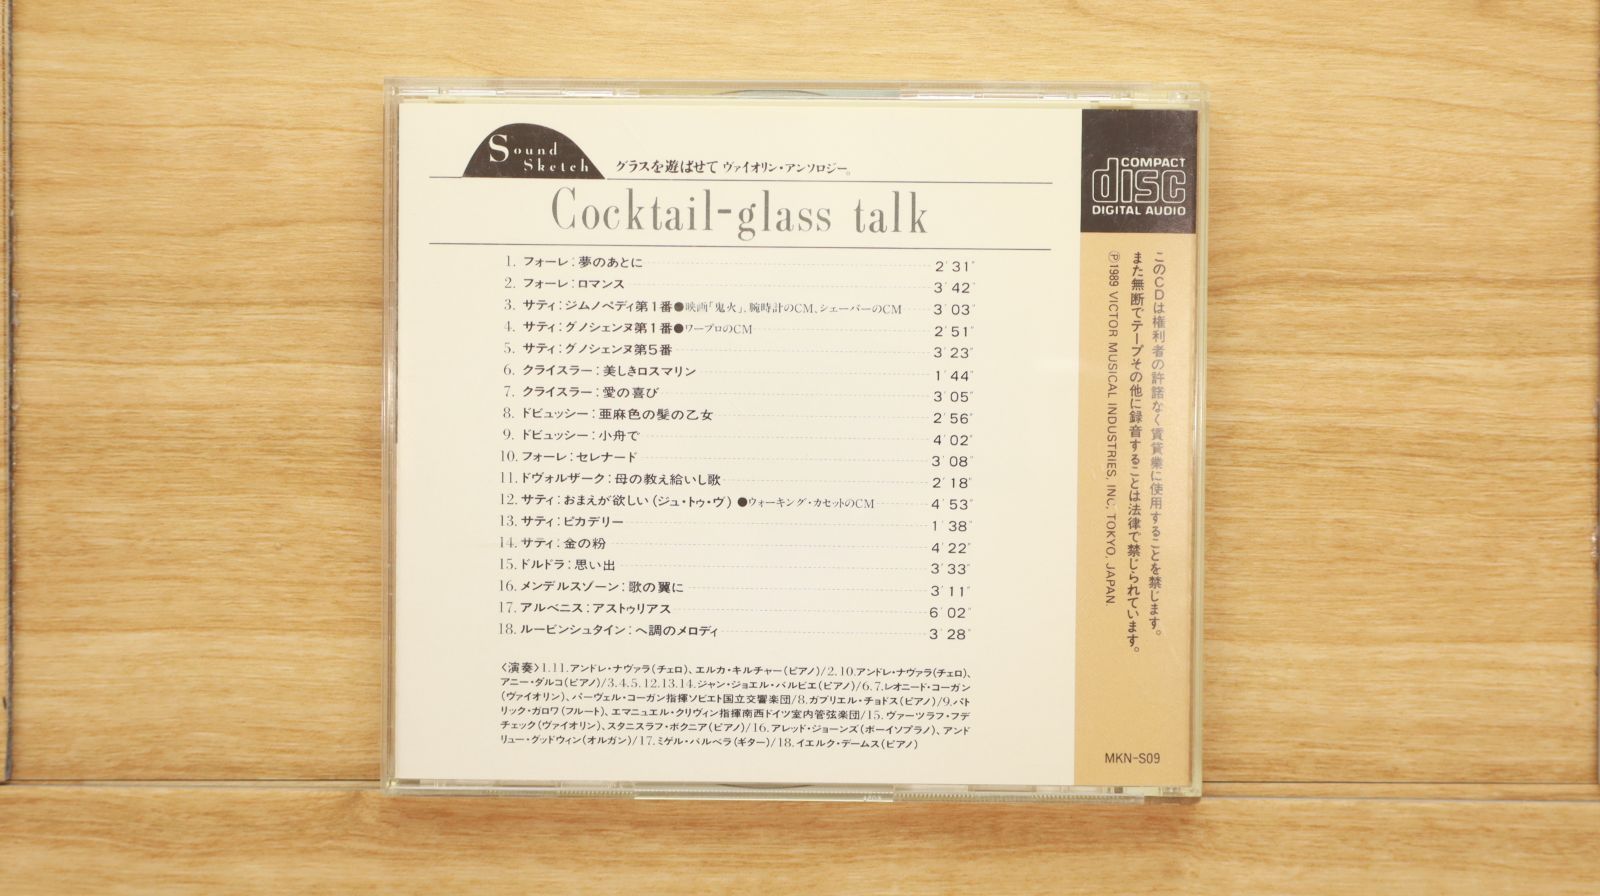 Sound
Sketch
グラスを遊ばせて ヴァイオリン・アンソロジー。
Cocktail-glass talk
1. フォーレ:夢のあとに 2′31″
2. フォーレ:ロマンス 3′42″
3. サティ:ジムノペディ第1番●映画「鬼火」、腕時計のCM、シェーバーのCM 3′03″
4. サティ:グノシェンヌ第1番●ワープロのCM 2′51″
5. サティ:グノシェンヌ第5番 3′23″
6. クライスラー:美しきロスマリン 1′44″
7. クライスラー:愛の喜び 3′05″
8. ドビュッシー:亜麻色の髪の乙女 2′56″
9. ドビュッシー:小舟で 4′02″
10. フォーレ:セレナード 3′08″
11. ドヴォルザーク:母の教え給いし歌 2′18″
12. サティ:おまえが欲しい(ジュ・トゥ・ヴ) ●ウォーキング・カセットのCM 4′53″
13. サティ:ピカデリー 1′38″
14. サティ:金の粉 4′22″
15. ドルドラ:思い出 3′33″
16. メンデルスゾーン:歌の翼に 3′11″
17. アルベニス:アストゥリアス 6′02″
18. ルービンシュタイン:ヘ調のメロディ 3′28″
〈演奏〉1.11.アンドレ・ナヴァラ(チェロ)、エルカ・キルチャー(ピアノ)/2.10.アンドレ・ナヴァラ(チェロ)、
アニー・ダルコ(ピアノ)/3.4.5.12.13.14.ジャン・ジョエル・バルビエ(ピアノ)/6.7.レオニード・コーガン
(ヴァイオリン)、パーヴェル・コーガン指揮ソビエト国立交響楽団/8.ガブリエル・チョドス(ピアノ)/9.パト
リック・ガロワ(フルート)、エマニュエル・クリヴィン指揮南西ドイツ室内管弦楽団/15.ヴァーツラフ・フデ
チェック(ヴァイオリン)、スタニスラフ・ボクニア(ピアノ)/16.アレッド・ジョーンズ(ボーイソプラノ)、アンド
リュー・グッドウィン(オルガン)/17.ミゲル・バルベラ(ギター)/18.イエルク・デームス(ピアノ)
COMPACT
disc
DIGITAL AUDIO
このCDは権利者の許諾なく賃貸業に使用することを禁じます。
また無断でテープその他に録音することは法律で禁じられています。
Ⓟ1989 VICTOR MUSICAL INDUSTRIES, INC. TOKYO, JAPAN
MKN-S09